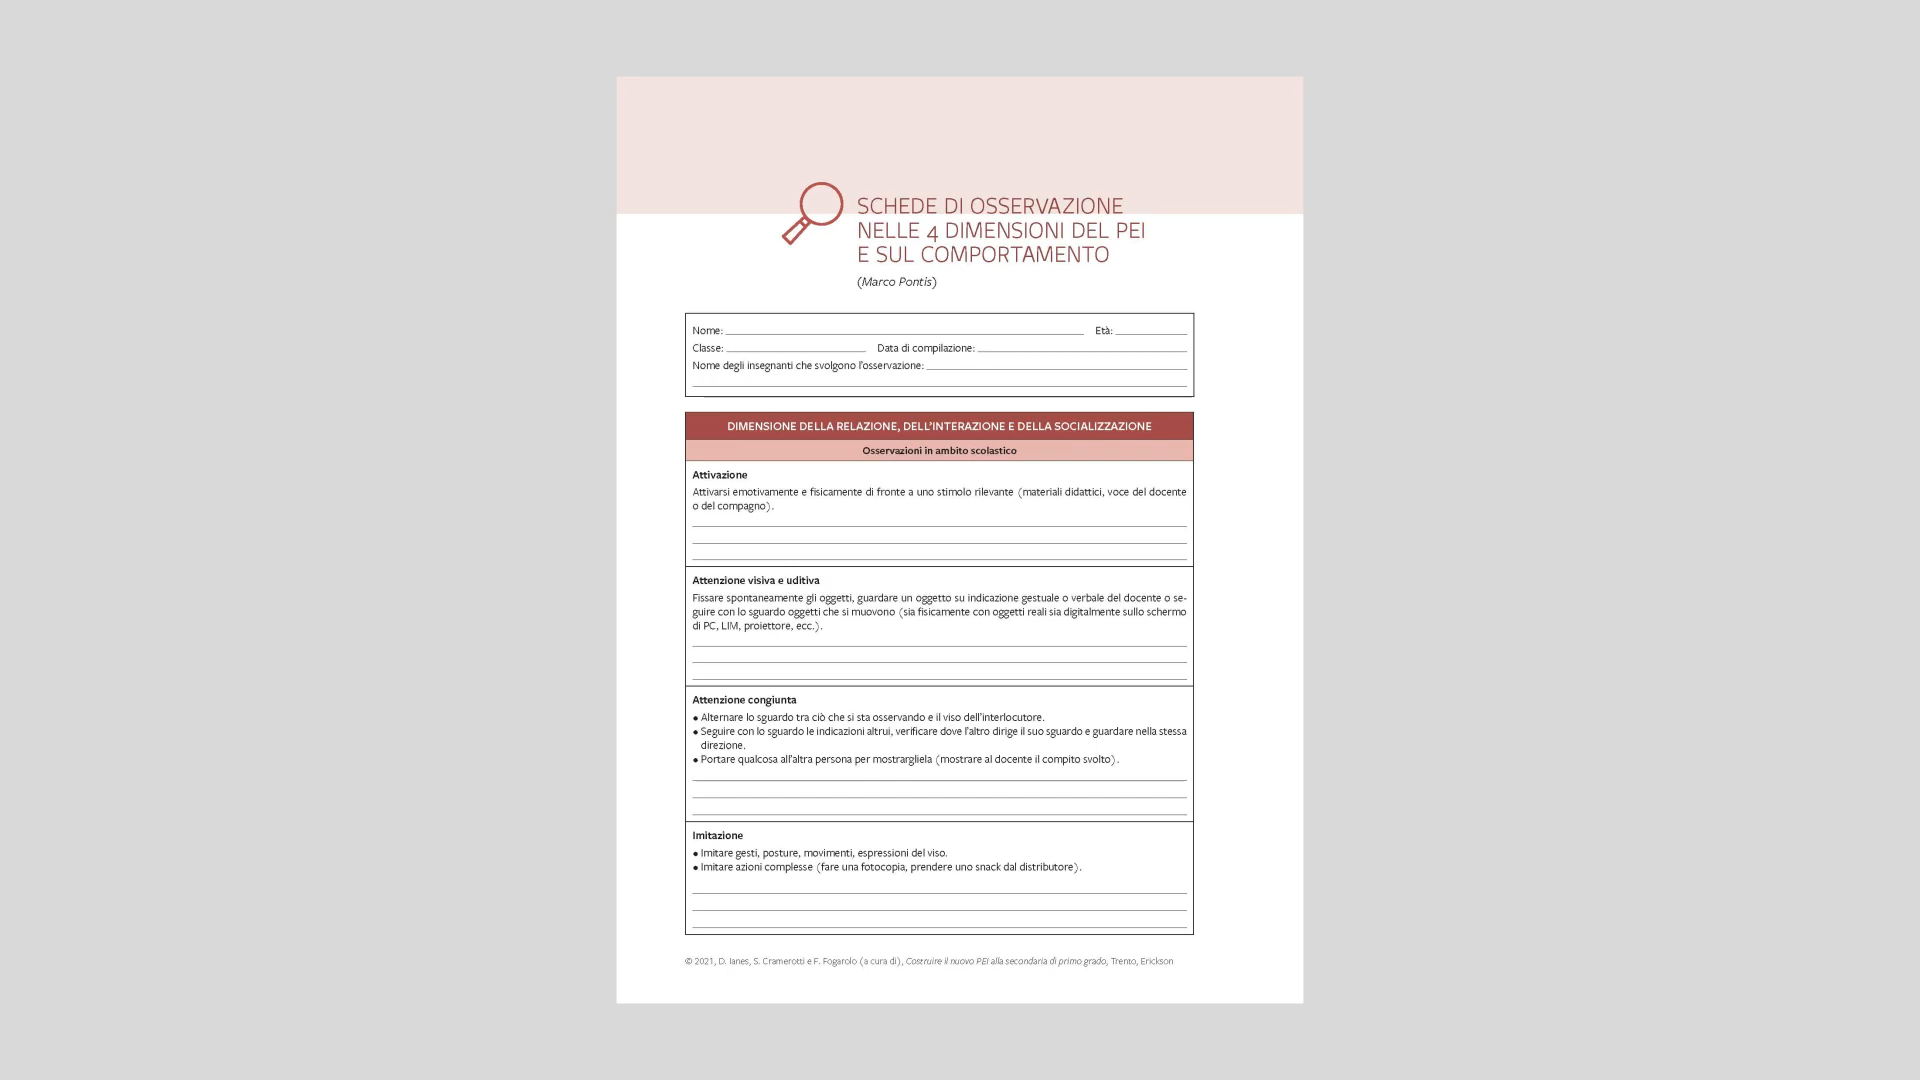 SCHEDE DI OSSERVAZIONE
NELLE 4 DIMENSIONI DEL PEI
E SUL COMPORTAMENTO
(Marco Pontis)
Nome: Età:
Classe: Data di compilazione:
Nome degli insegnanti che svolgono l'osservazione:
DIMENSIONE DELLA RELAZIONE, DELL'INTERAZIONE E DELLA SOCIALIZZAZIONE
Osservazioni in ambito scolastico
Attivazione
Attivarsi emotivamente e fisicamente di fronte a uno stimolo rilevante (materiali didattici, voce del docente
o del compagno).
Attenzione visiva e uditiva
Fissare spontaneamente gli oggetti, guardare un oggetto su indicazione gestuale o verbale del docente o se-
guire con lo sguardo oggetti che si muovono (sia fisicamente con oggetti reali sia digitalmente sullo schermo
di PC, LIM, proiettore, ecc.).
Attenzione congiunta
• Alternare lo sguardo tra ciò che si sta osservando e il viso dell'interlocutore.
• Seguire con lo sguardo le indicazioni altrui, verificare dove l'altro dirige il suo sguardo e guardare nella stessa
direzione.
• Portare qualcosa all'altra persona per mostrargliela (mostrare al docente il compito svolto).
Imitazione
• Imitare gesti, posture, movimenti, espressioni del viso.
• Imitare azioni complesse (fare una fotocopia, prendere uno snack dal distributore).
© 2021, D. Ianes, S. Cramerotti e F. Fogarolo (a cura di), Costruire il nuovo PEI alla secondaria di primo grado, Trento, Erickson